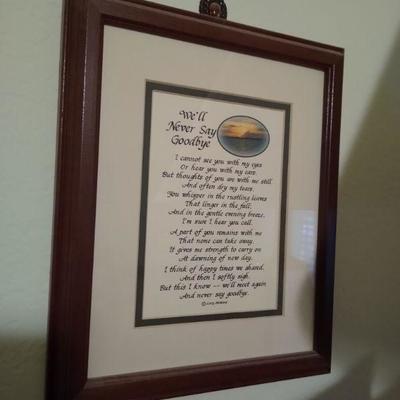 We'll
Never Say
Goodbye
I cannot see you with my eyes
Or hear you with my ears
But thoughts of you are with me still
And often dry my tears.
You whisper in the rustling leaves
That linger in the fall;
And in the gentle evening breeze,
I'm sure I hear you call.
A part of you remains with me
That none can take away.
It gives me strength to carry on
At dawning of new day.
I think of happy times we shared,
And then I softly sigh.
But this I know -- we'll meet again
And never say goodbye.
©